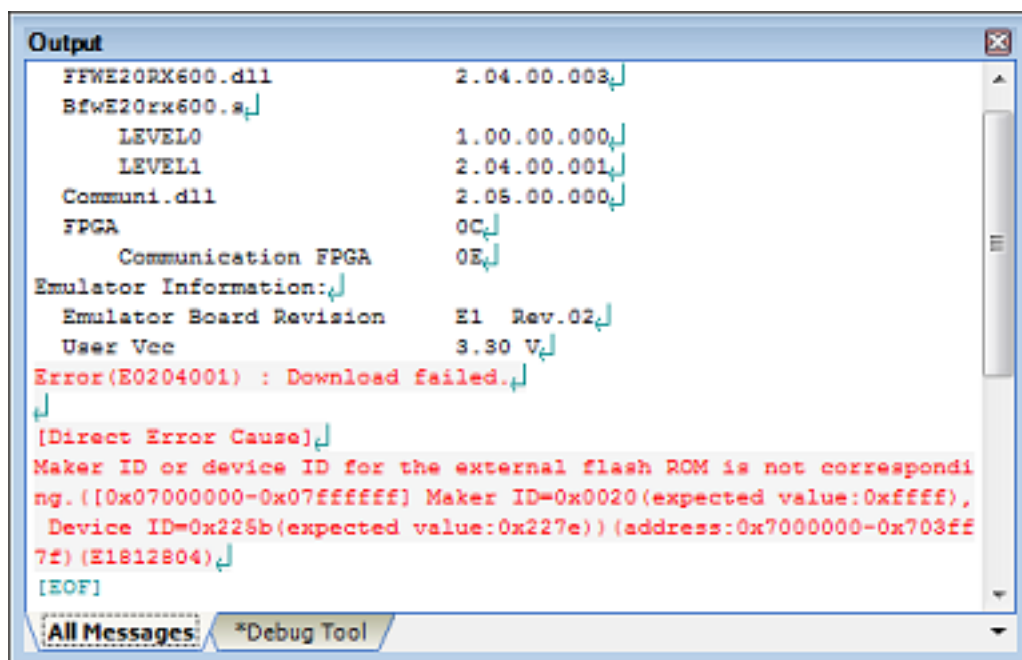 Output
FFWE20RX600.dll 2.04.00.003
BfwE20rx600.s
LEVEL0 1.00.00.000
LEVEL1 2.04.00.001
Communi.dll 2.05.00.000
FPGA 0C
Communication FPGA 0E
Emulator Information:
Emulator Board Revision E1 Rev.02
User Vcc 3.30 V
Error(E0204001) : Download failed.
[Direct Error Cause]
Maker ID or device ID for the external flash ROM is not correspondi
ng.([0x07000000-0x07ffffff] Maker ID=0x0020(expected value:0xffff),
Device ID=0x225b(expected value:0x227e))(address:0x7000000-0x703ff
7f)(E1812804)
[EOF]
All Messages *Debug Tool